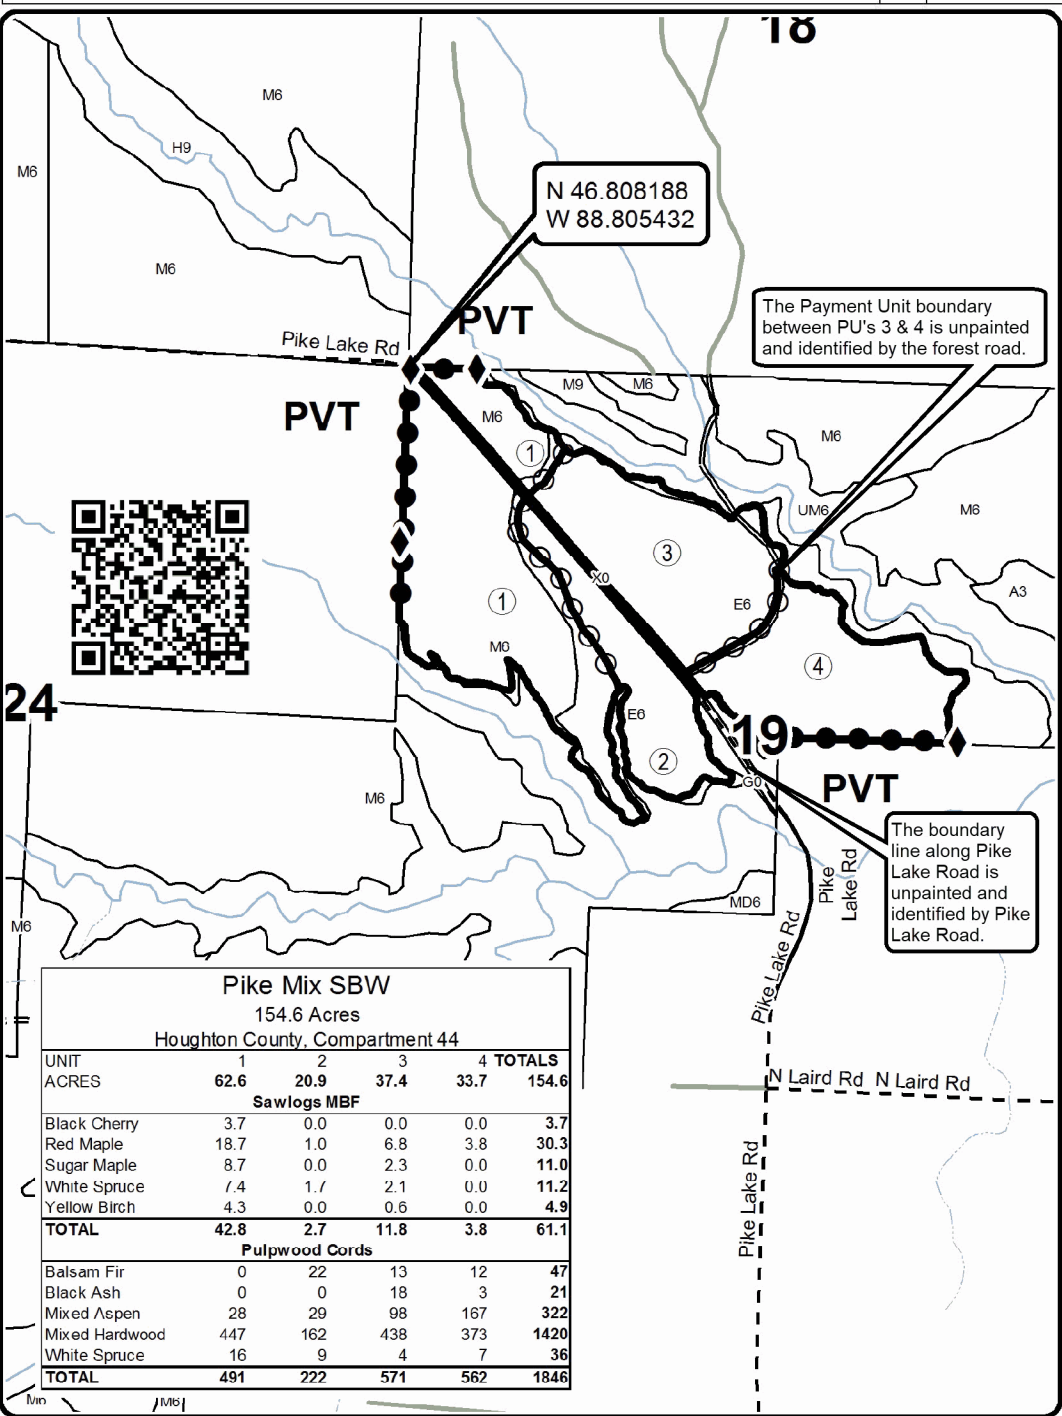 18
M6
H9
M6
M6
N 46.808188
W 88.805432
PVT
The Payment Unit boundary
between PU's 3 & 4 is unpainted
and identified by the forest road.
Pike Lake Rd
PVT
M9
M6
M6
M6
1
UM6
M6
3
X0
A3
1
E6
M6
4
24
E6
19
2
G0
PVT
M6
The boundary
line along Pike
Lake Road is
unpainted and
identified by Pike
Lake Road.
Pike
Lake Rd
MD6
M6
Pike Lake Rd
Pike Mix SBW
154.6 Acres
Houghton County, Compartment 44
UNIT 1 2 3 4 TOTALS
ACRES 62.6 20.9 37.4 33.7 154.6
Sawlogs MBF
Black Cherry 3.7 0.0 0.0 0.0 3.7
Red Maple 18.7 1.0 6.8 3.8 30.3
Sugar Maple 8.7 0.0 2.3 0.0 11.0
White Spruce 7.4 1.7 2.1 0.0 11.2
Yellow Birch 4.3 0.0 0.6 0.0 4.9
TOTAL 42.8 2.7 11.8 3.8 61.1
Pulpwood Cords
Balsam Fir 0 22 13 12 47
Black Ash 0 0 18 3 21
Mixed Aspen 28 29 98 167 322
Mixed Hardwood 447 162 438 373 1420
White Spruce 16 9 4 7 36
TOTAL 491 222 571 562 1846
N Laird Rd N Laird Rd
Pike Lake Rd
M6
M6